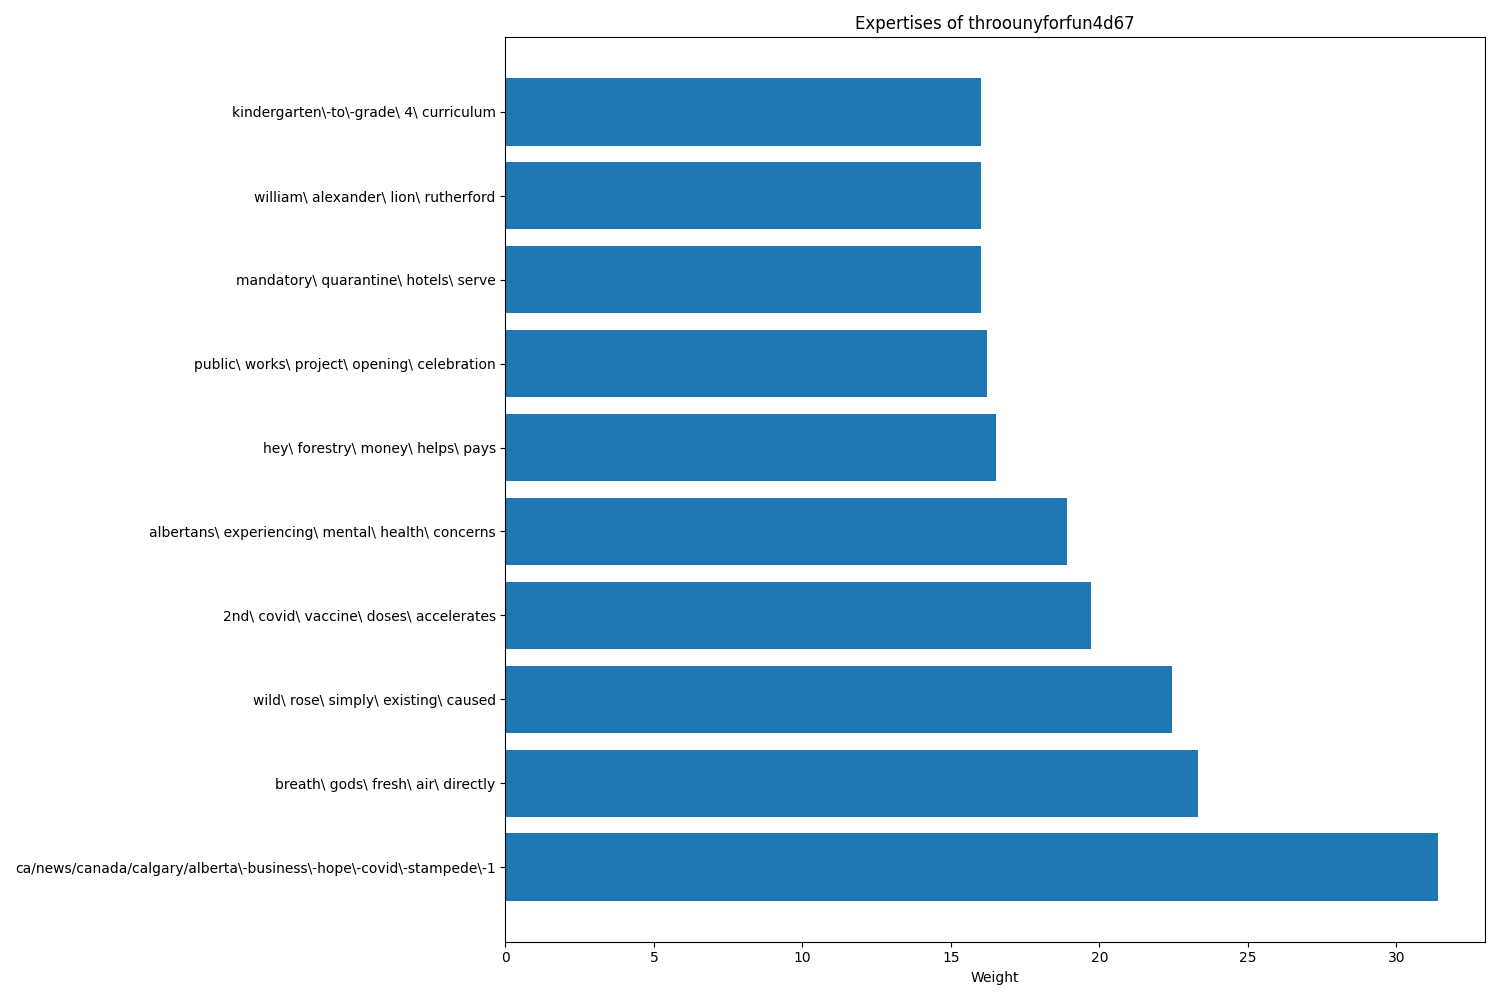 Expertises of throounyforfun4d67
kindergarten\-to\-grade\ 4\ curriculum
william\ alexander\ lion\ rutherford
mandatory\ quarantine\ hotels\ serve
public\ works\ project\ opening\ celebration
hey\ forestry\ money\ helps\ pays
albertans\ experiencing\ mental\ health\ concerns
2nd\ covid\ vaccine\ doses\ accelerates
wild\ rose\ simply\ existing\ caused
breath\ gods\ fresh\ air\ directly
ca/news/canada/calgary/alberta\-business\-hope\-covid\-stampede\-1
0 5 10 15 20 25 30
Weight